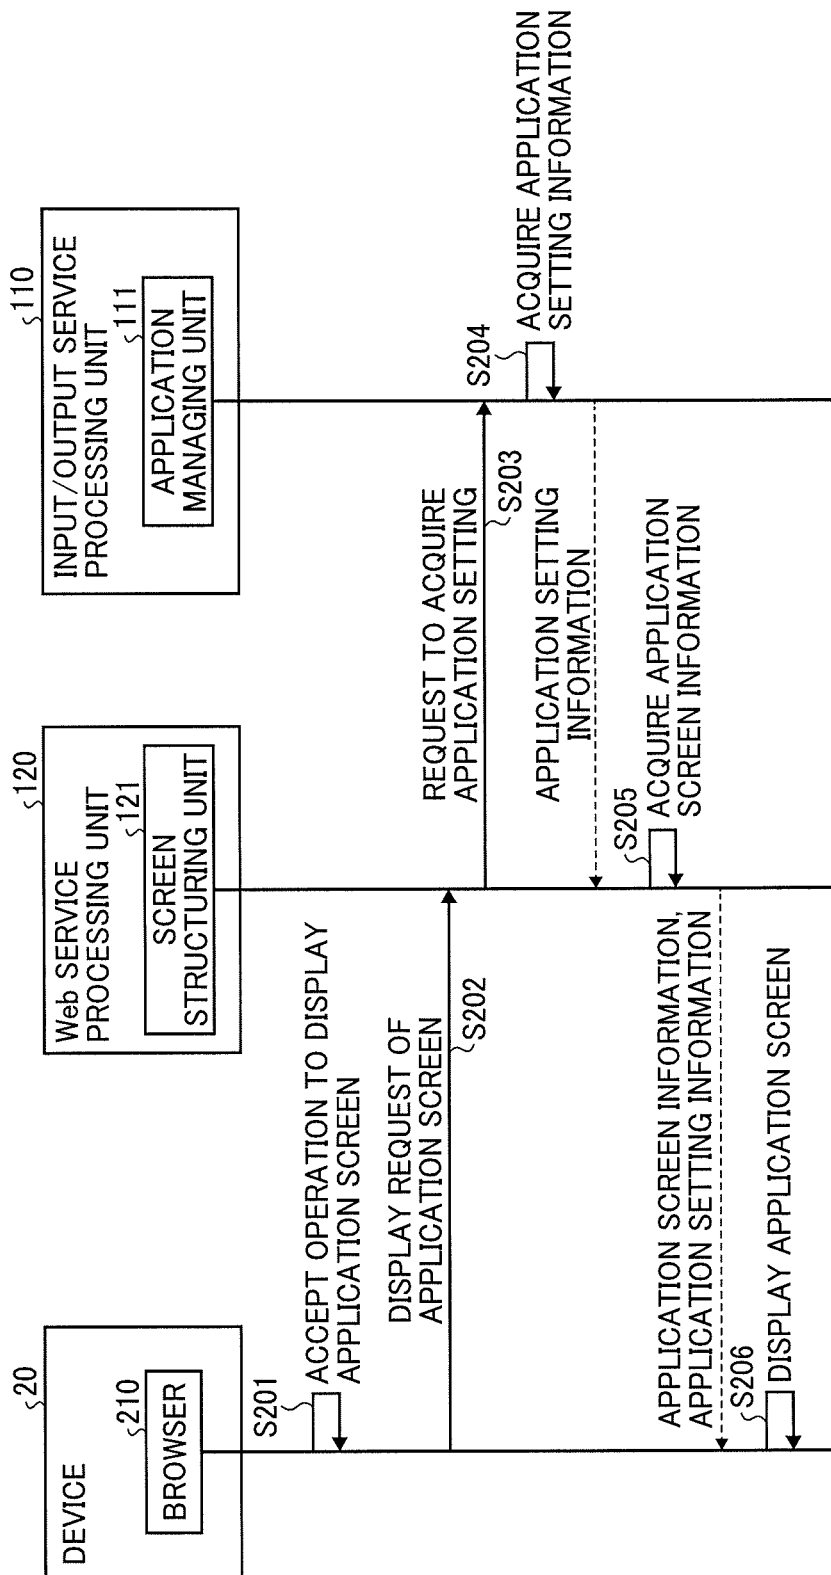 DEVICE
20
210
BROWSER
Web SERVICE
PROCESSING UNIT
120
121
SCREEN
STRUCTURING UNIT
INPUT/OUTPUT SERVICE
PROCESSING UNIT
110
111
APPLICATION
MANAGING UNIT
S201
ACCEPT OPERATION TO DISPLAY
APPLICATION SCREEN
DISPLAY REQUEST OF
APPLICATION SCREEN
S202
REQUEST TO ACQUIRE
APPLICATION SETTING
S203
S204
ACQUIRE APPLICATION
SETTING INFORMATION
APPLICATION SETTING
INFORMATION
S205
ACQUIRE APPLICATION
SCREEN INFORMATION
APPLICATION SCREEN INFORMATION,
APPLICATION SETTING INFORMATION
S206
DISPLAY APPLICATION SCREEN